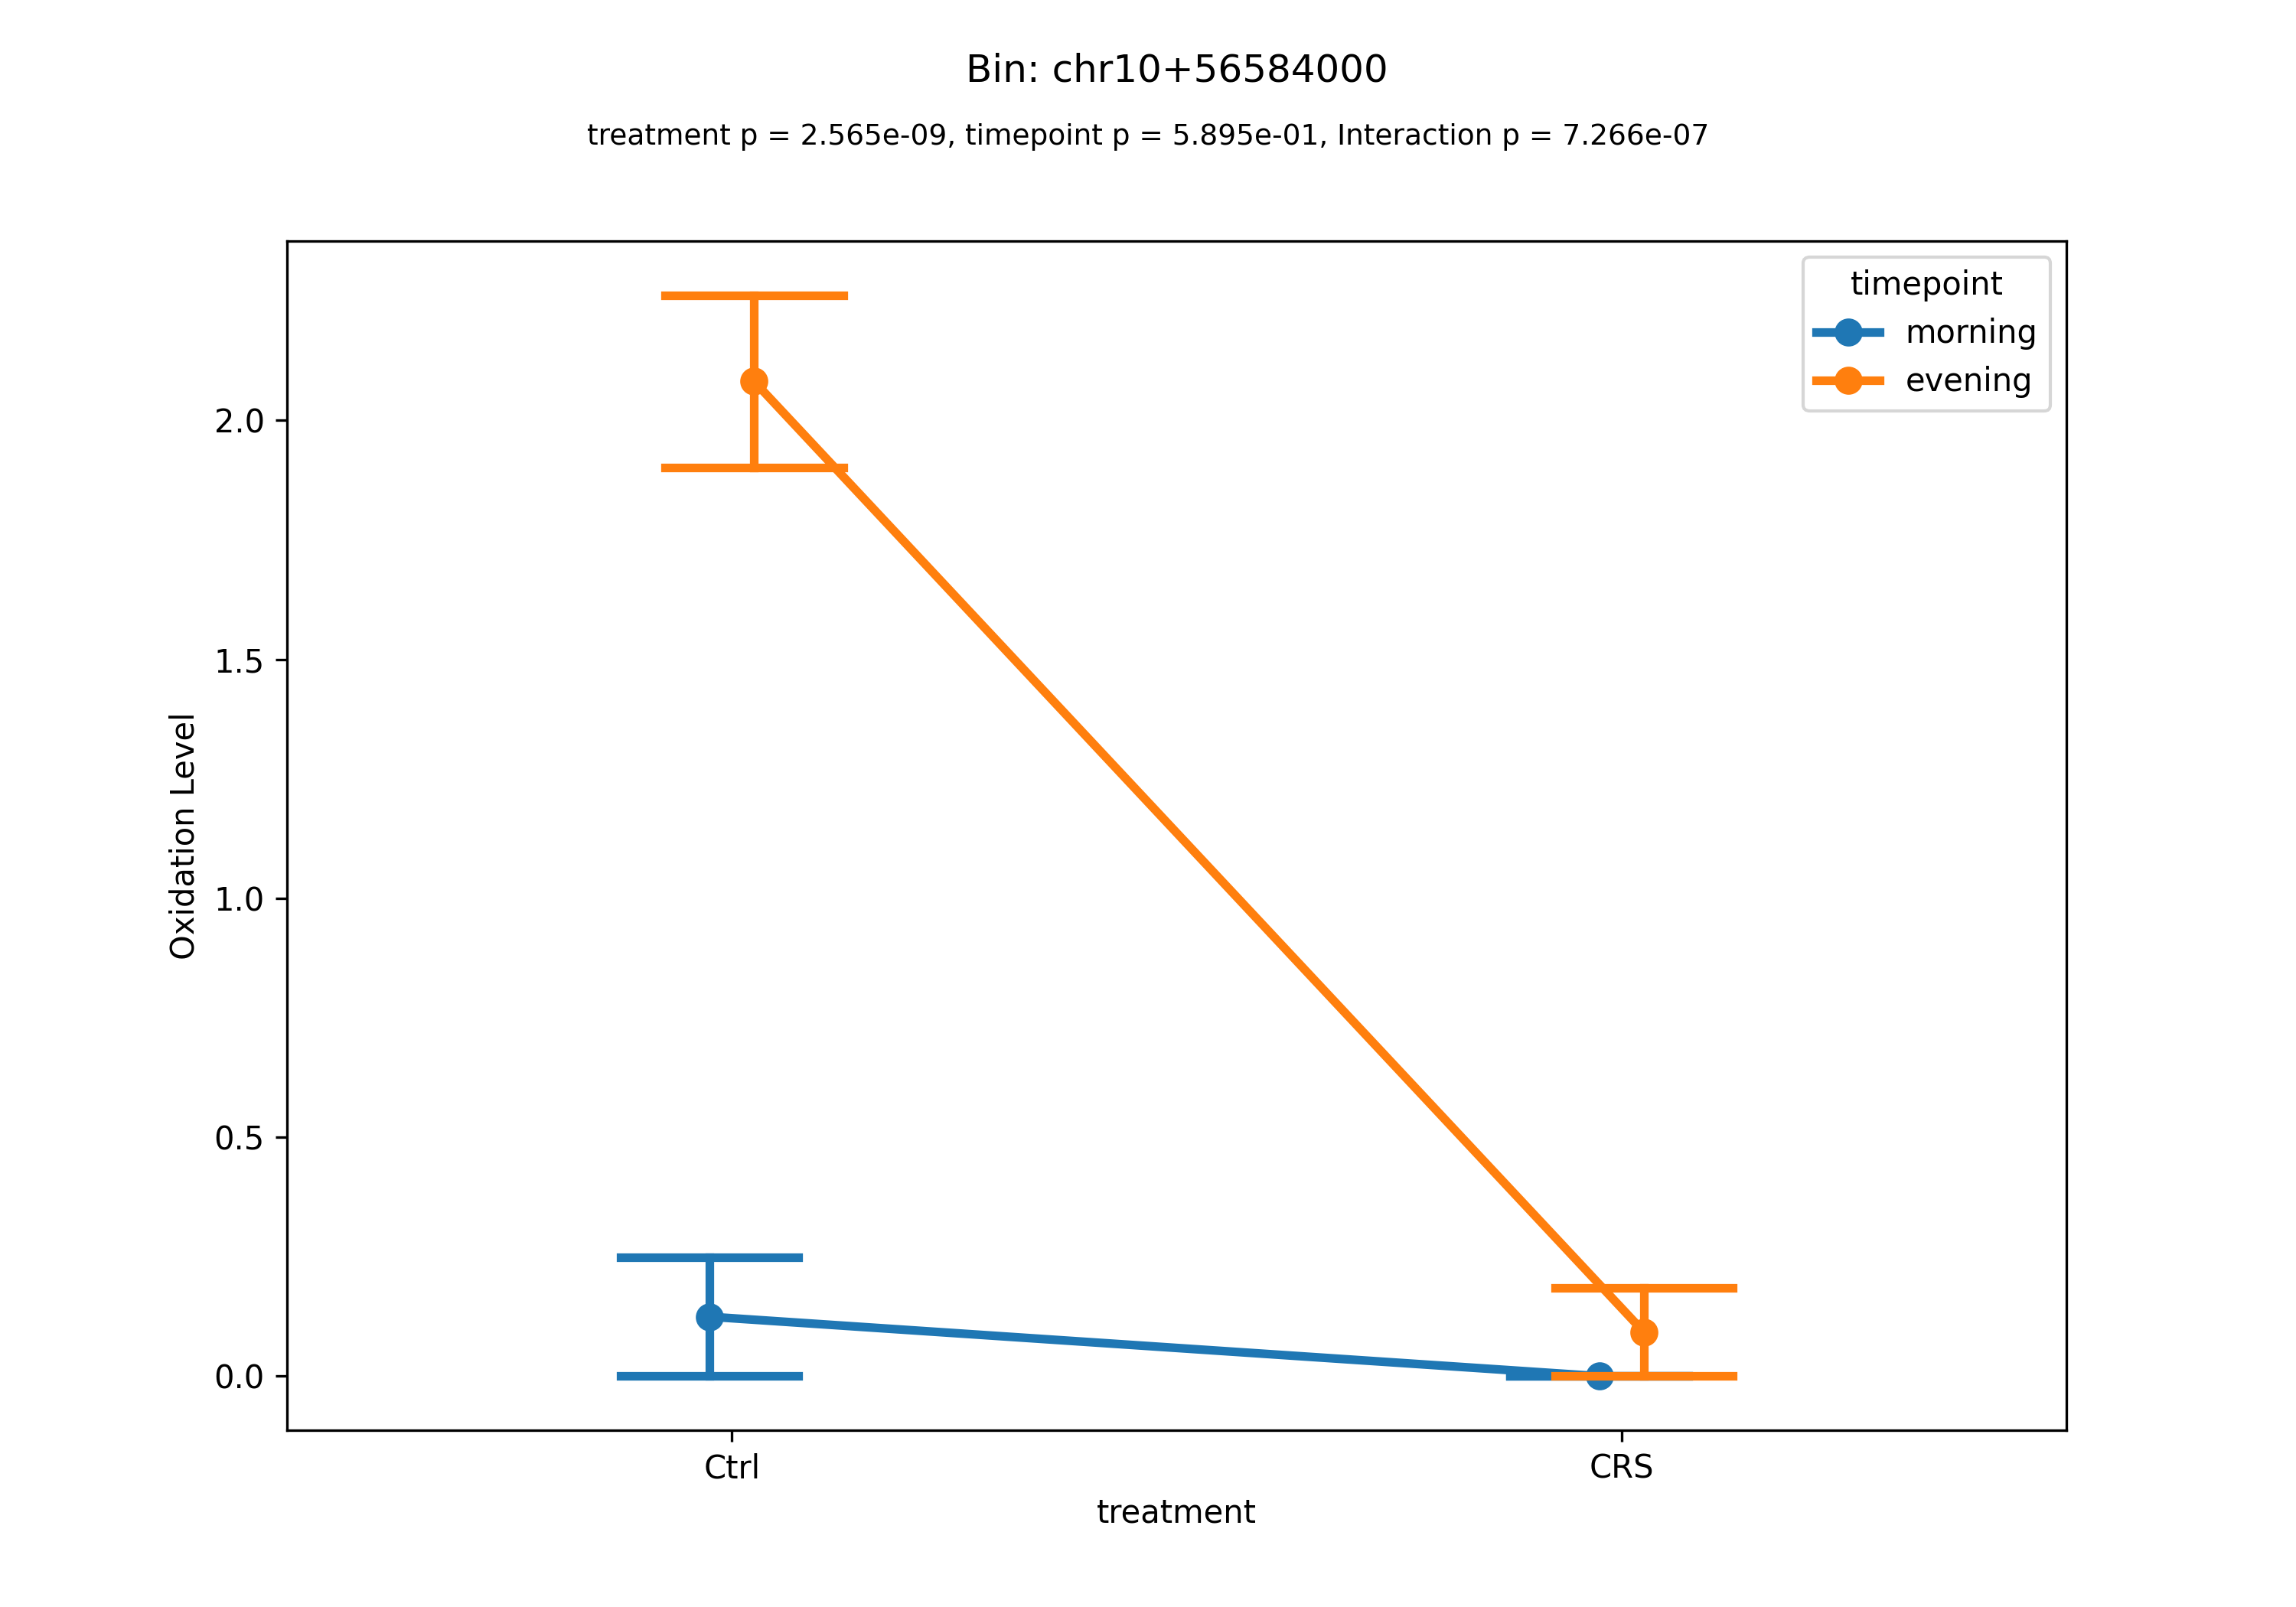 Bin: chr10+56584000
treatment p = 2.565e-09, timepoint p = 5.895e-01, Interaction p = 7.266e-07
timepoint
morning
evening
2.0
1.5
1.0
0.5
0.0
Oxidation Level
Ctrl
CRS
treatment